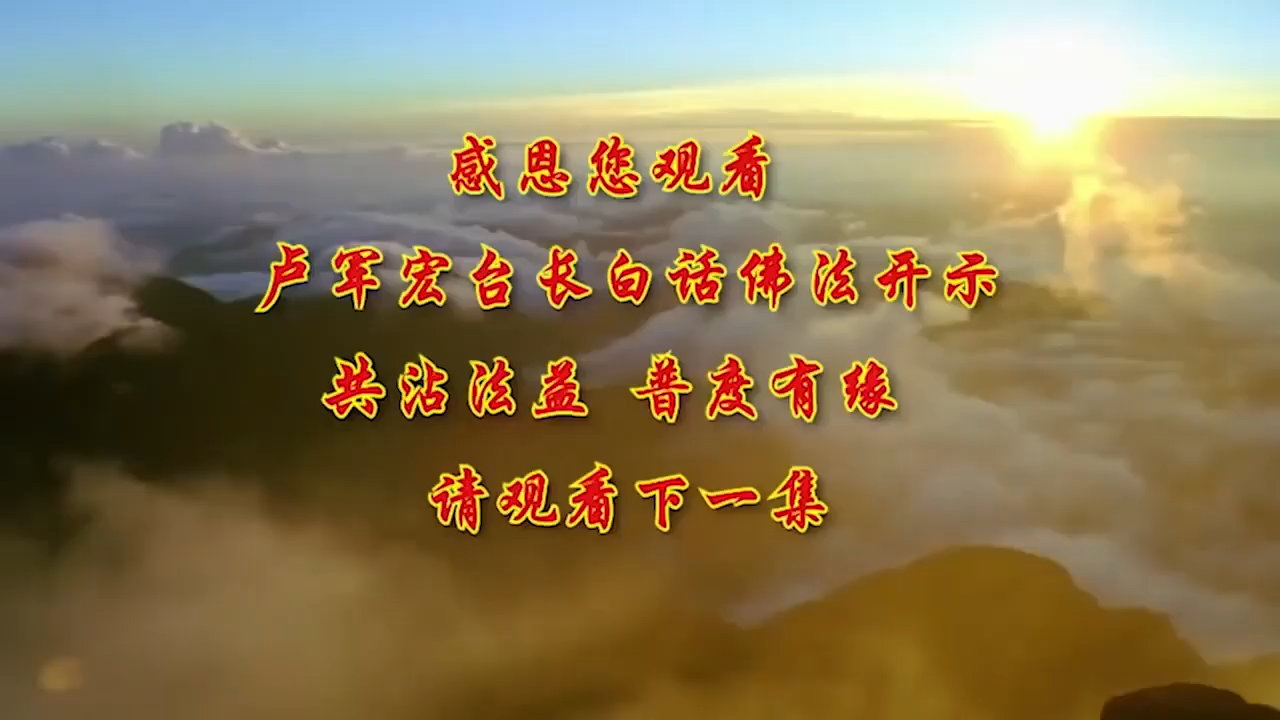 感恩您观看
卢军宏台长白话佛法开示
共沾法益 普度有缘
请观看下一集